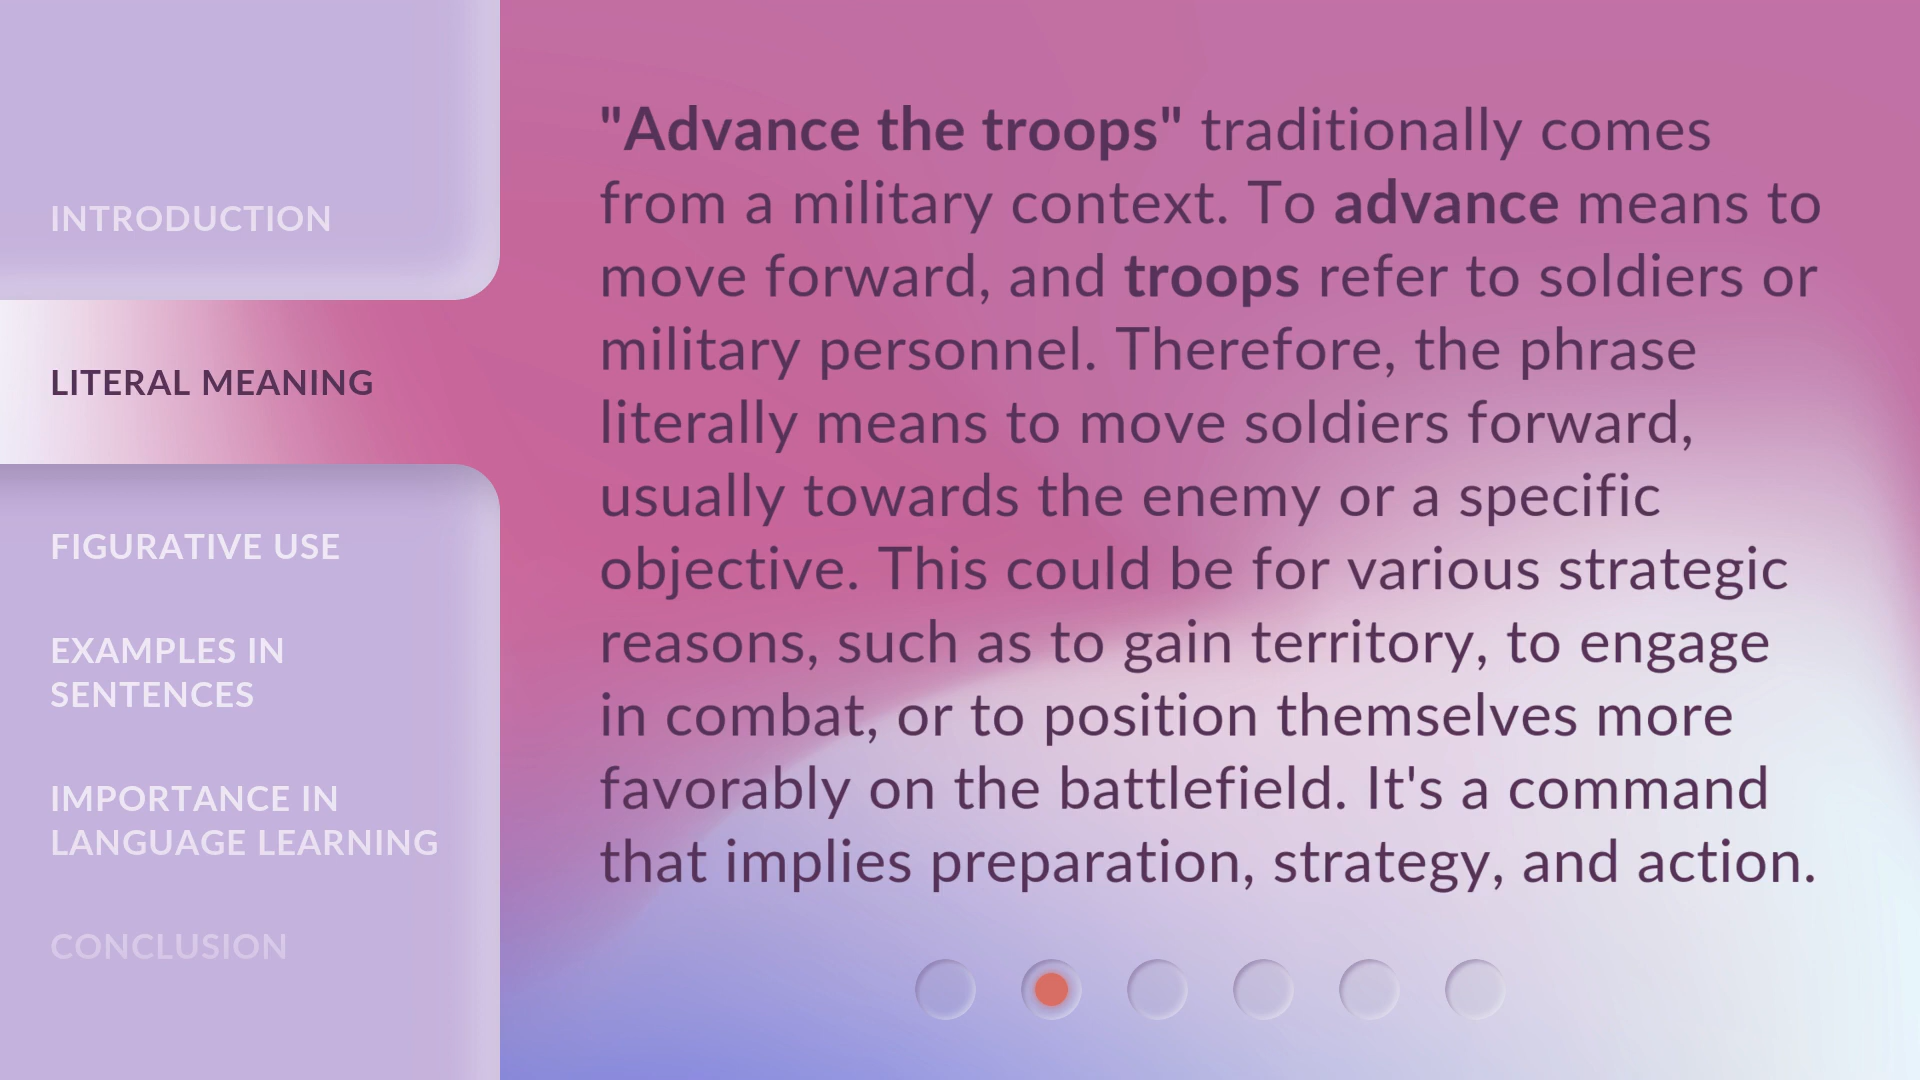 INTRODUCTION
LITERAL MEANING
FIGURATIVE USE
EXAMPLES IN
SENTENCES
IMPORTANCE IN
LANGUAGE LEARNING
CONCLUSION
"Advance the troops" traditionally comes
from a military context. To advance means to
move forward, and troops refer to soldiers or
military personnel. Therefore, the phrase
literally means to move soldiers forward,
usually towards the enemy or a specific
objective. This could be for various strategic
reasons, such as to gain territory, to engage
in combat, or to position themselves more
favorably on the battlefield. It's a command
that implies preparation, strategy, and action.